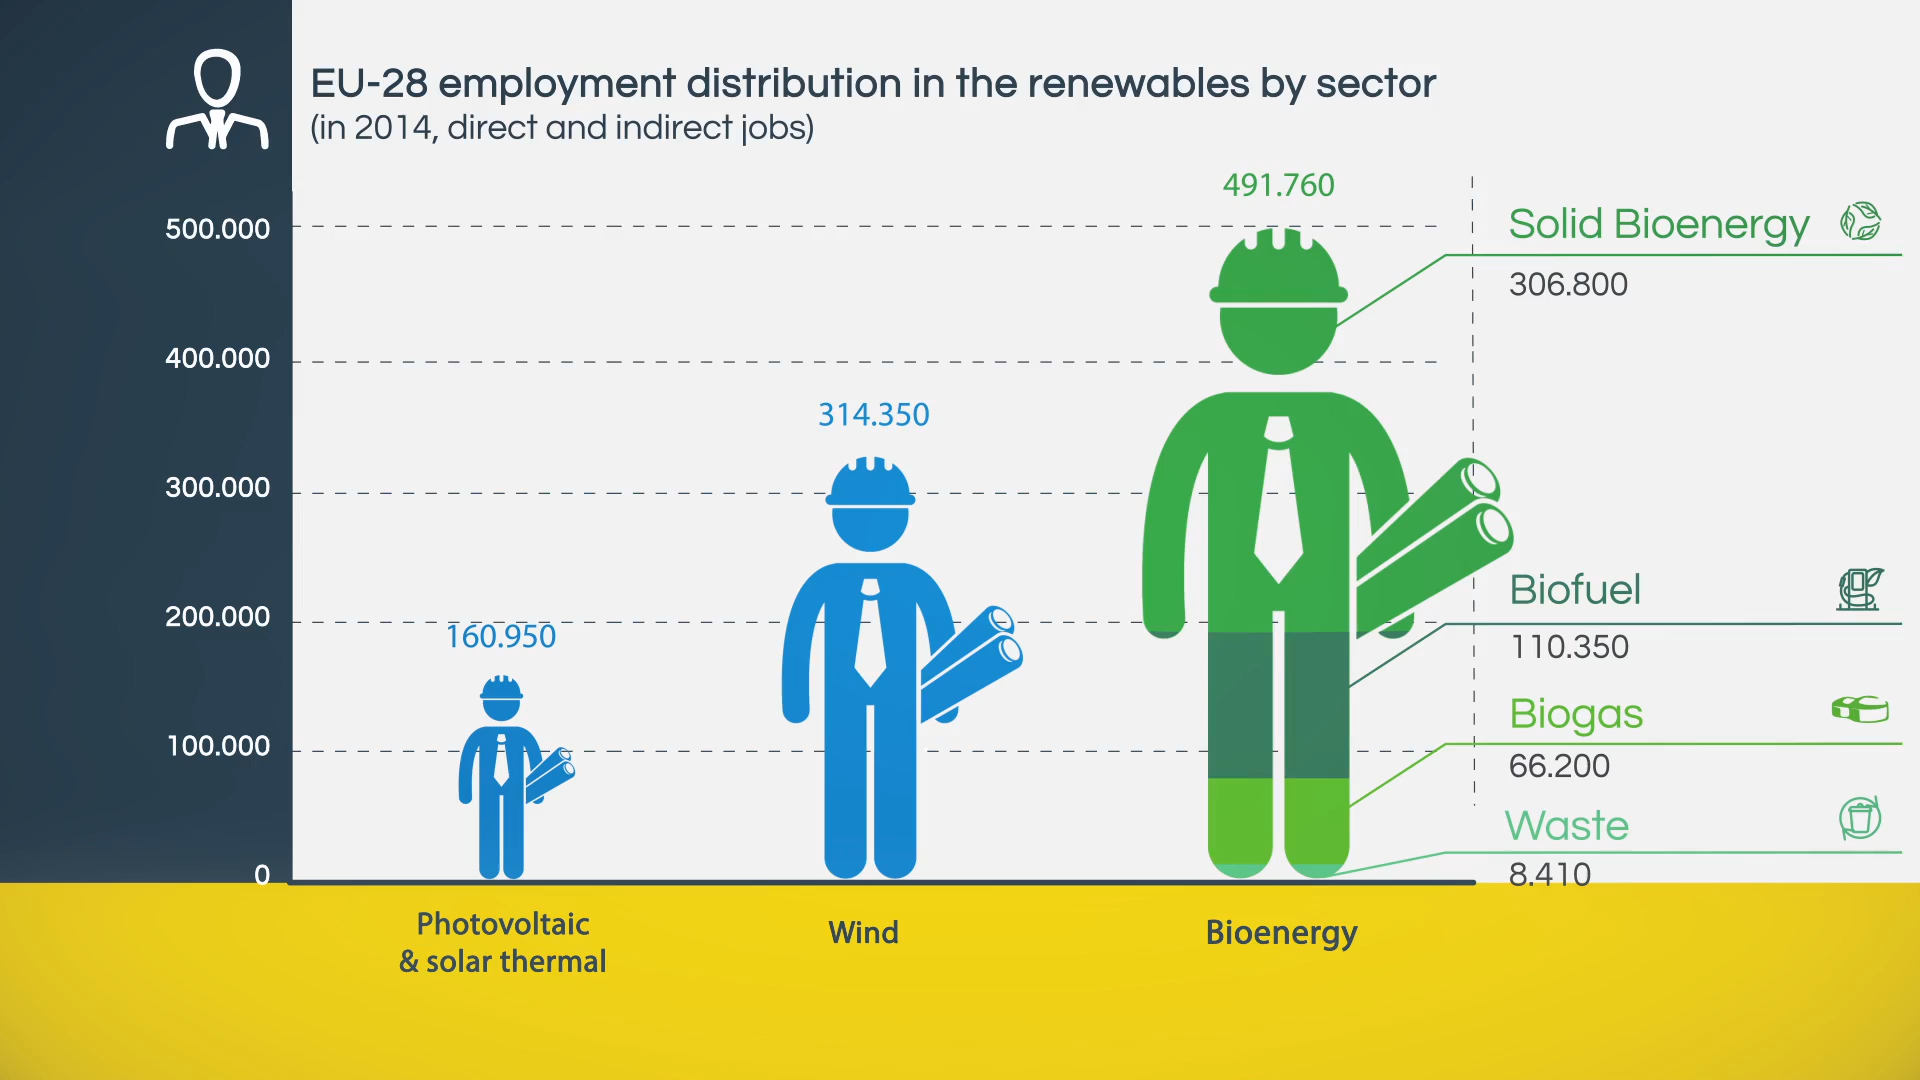 EU-28 employment distribution in the renewables by sector
(in 2014, direct and indirect jobs)
500.000
400.000
300.000
200.000
100.000
0
160.950
314.350
491.760
Solid Bioenergy
306.800
Biofuel
110.350
Biogas
66.200
Waste
8.410
Photovoltaic
& solar thermal
Wind
Bioenergy